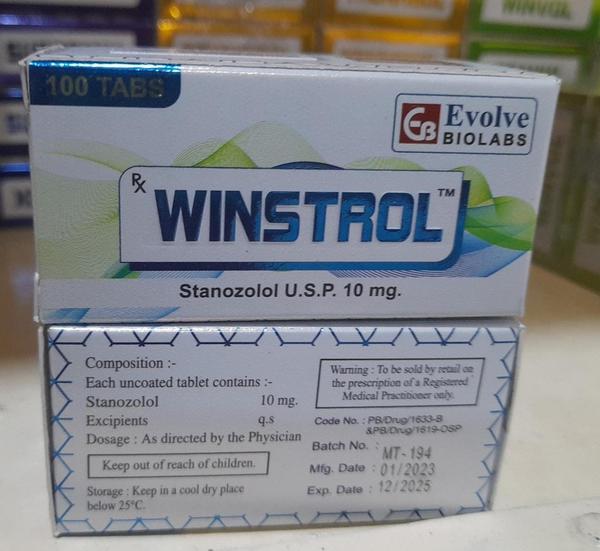 WINVOL
100 TABS
EB Evolve
BIOLABS
Rx
WINSTROL™
Stanozolol U.S.P. 10 mg.
Composition :-
Each uncoated tablet contains :-
Stanozolol 10 mg.
Excipients q.s
Dosage : As directed by the Physician
Keep out of reach of children.
Storage : Keep in a cool dry place
below 25°C.
Warning : To be sold by retail on
the prescription of a Registered
Medical Practitioner only.
Code No. : PB/Drug/1633-B
&PB/Drug/1619-OSP
Batch No. : MT-194
Mfg. Date : 01/2023
Exp. Date : 12/2025